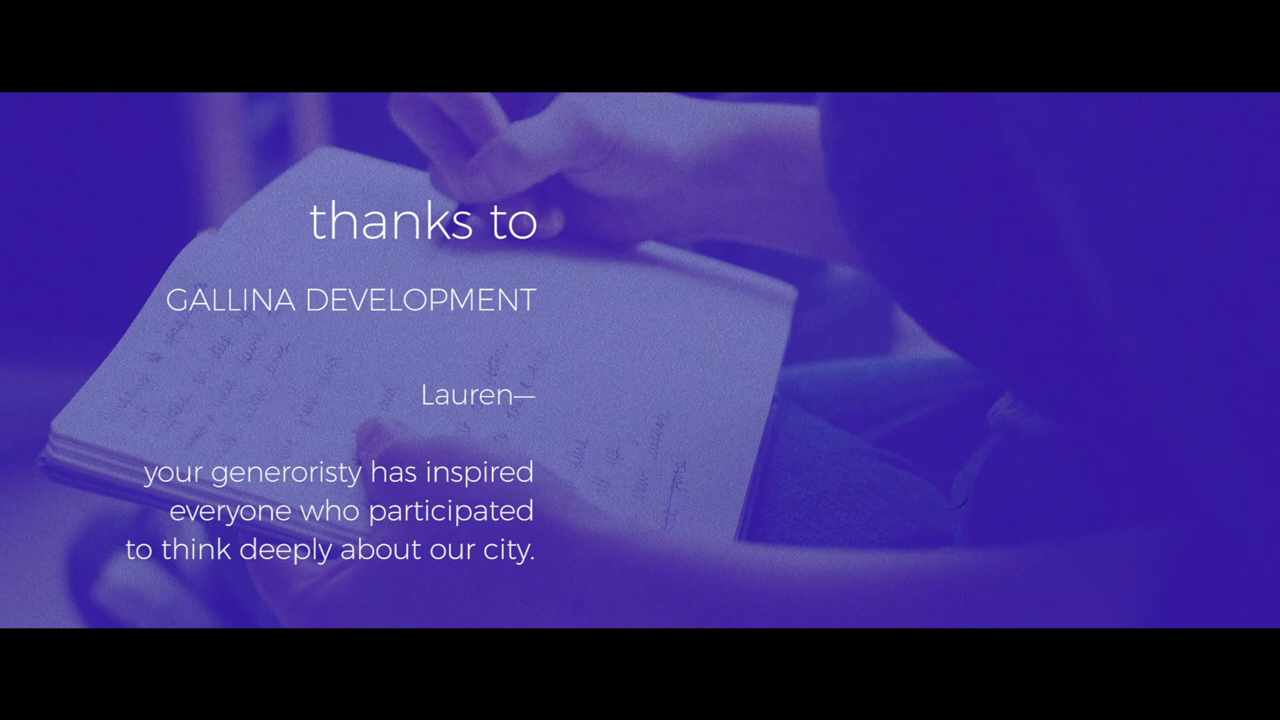 thanks to
GALLINA DEVELOPMENT
Lauren—
your generoristy has inspired
everyone who participated
to think deeply about our city.